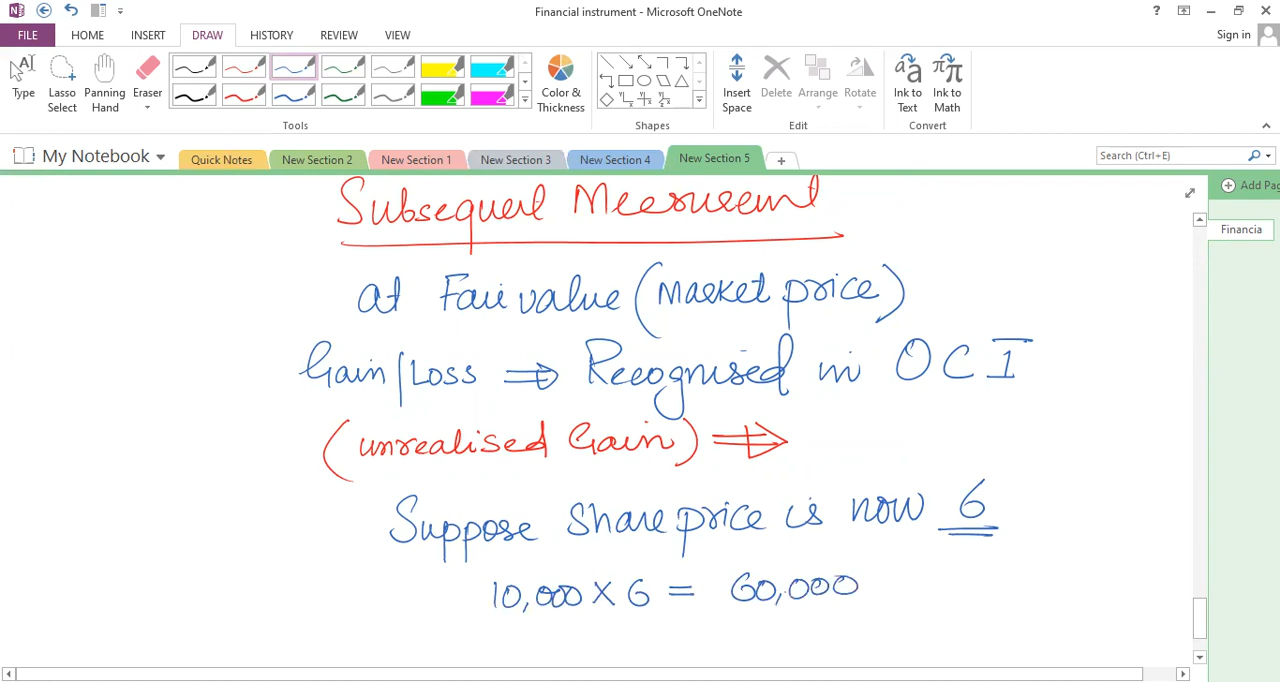 Financial instrument - Microsoft OneNote
? 
Sign in
FILE HOME INSERT DRAW HISTORY REVIEW VIEW
Type
Lasso Select
Panning Hand
Eraser
Color & Thickness
Insert Space
Delete
Arrange
Rotate
Ink to Text
Ink to Math
Tools Shapes Edit Convert
My Notebook Quick Notes New Section 2 New Section 1 New Section 3 New Section 4 New Section 5 +
Search (Ctrl+E)
Add Pag
Financia
Subsequent Measurement
at Fair value (Market price)
Gain/Loss ⇒ Recognised in OCI
(unrealised Gain) ⇒
Suppose share price is now 6
10,000 X 6 = 60,000